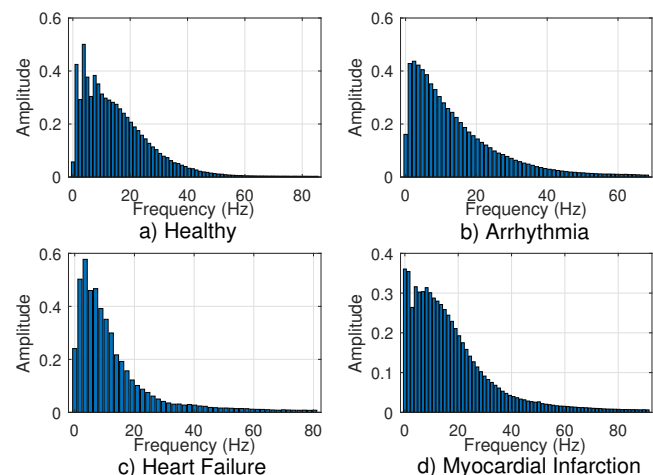 0.6
0.4
0.2
0
Amplitude
0 20 40 60 80
Frequency (Hz)
a) Healthy
0.6
0.4
0.2
0
Amplitude
0 20 40 60
Frequency (Hz)
b) Arrhythmia
0.6
0.4
0.2
0
Amplitude
0 20 40 60 80
Frequency (Hz)
c) Heart Failure
0.4
0.3
0.2
0.1
0
Amplitude
0 20 40 60 80
Frequency (Hz)
d) Myocardial Infarction